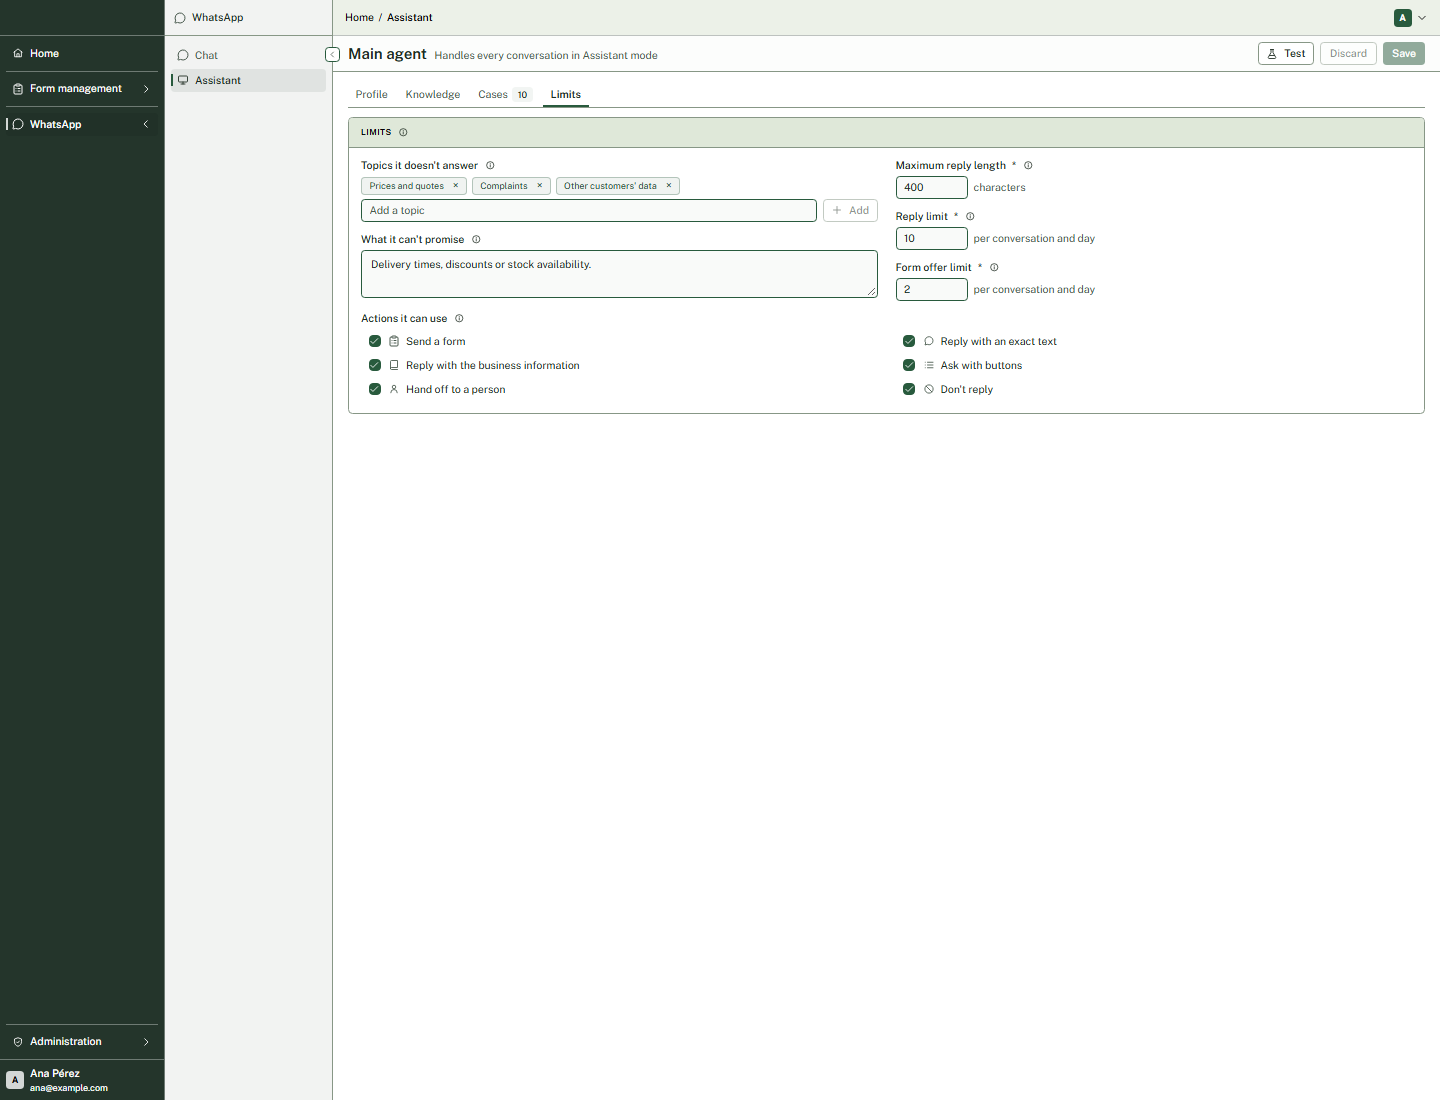 Home
Form management
WhatsApp
Administration
A
Ana Pérez
ana@example.com
WhatsApp
Chat
Assistant
Home / Assistant
A
Main agent Handles every conversation in Assistant mode
Test Discard Save
Profile Knowledge Cases 10 Limits
LIMITS
Topics it doesn't answer
Prices and quotes × Complaints × Other customers' data ×
Add a topic + Add
What it can't promise
Delivery times, discounts or stock availability.
Maximum reply length *
400 characters
Reply limit *
10 per conversation and day
Form offer limit *
2 per conversation and day
Actions it can use
Send a form
Reply with the business information
Hand off to a person
Reply with an exact text
Ask with buttons
Don't reply